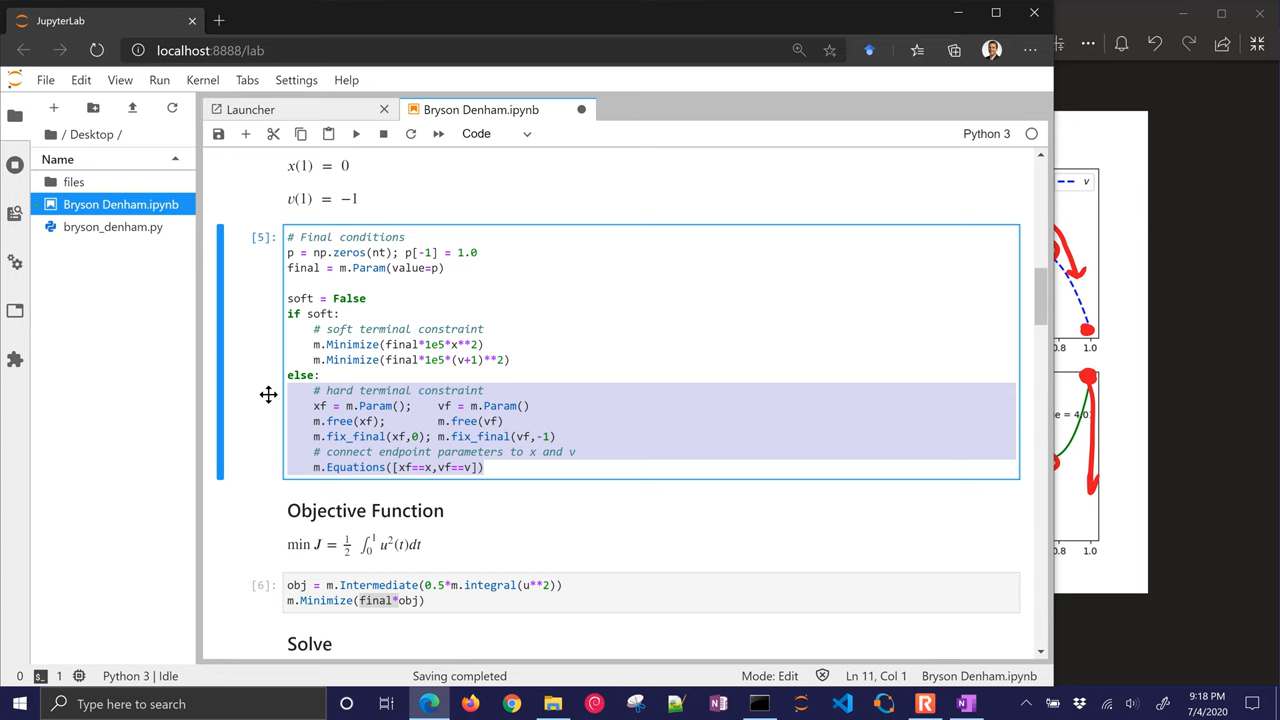 JupyterLab
localhost:8888/lab
File Edit View Run Kernel Tabs Settings Help
Launcher
Bryson Denham.ipynb
/ Desktop /
Code
Python 3
Name
files
Bryson Denham.ipynb
bryson_denham.py
x(1) = 0
v(1) = −1
[5]:
# Final conditions
p = np.zeros(nt); p[-1] = 1.0
final = m.Param(value=p)
soft = False
if soft:
# soft terminal constraint
m.Minimize(final*1e5*x**2)
m.Minimize(final*1e5*(v+1)**2)
else:
# hard terminal constraint
xf = m.Param(); vf = m.Param()
m.free(xf); m.free(vf)
m.fix_final(xf,0); m.fix_final(vf,-1)
# connect endpoint parameters to x and v
m.Equations([xf==x,vf==v])
Objective Function
min J = 1/2 ∫₀¹ u²(t)dt
[6]:
obj = m.Intermediate(0.5*m.integral(u**2))
m.Minimize(final*obj)
Solve
v
0.8 1.0
e = 4.0
0.8 1.0
0 1 Python 3 | Idle
Saving completed
Mode: Edit
Ln 11, Col 1
Bryson Denham.ipynb
Type here to search
9:18 PM
7/4/2020